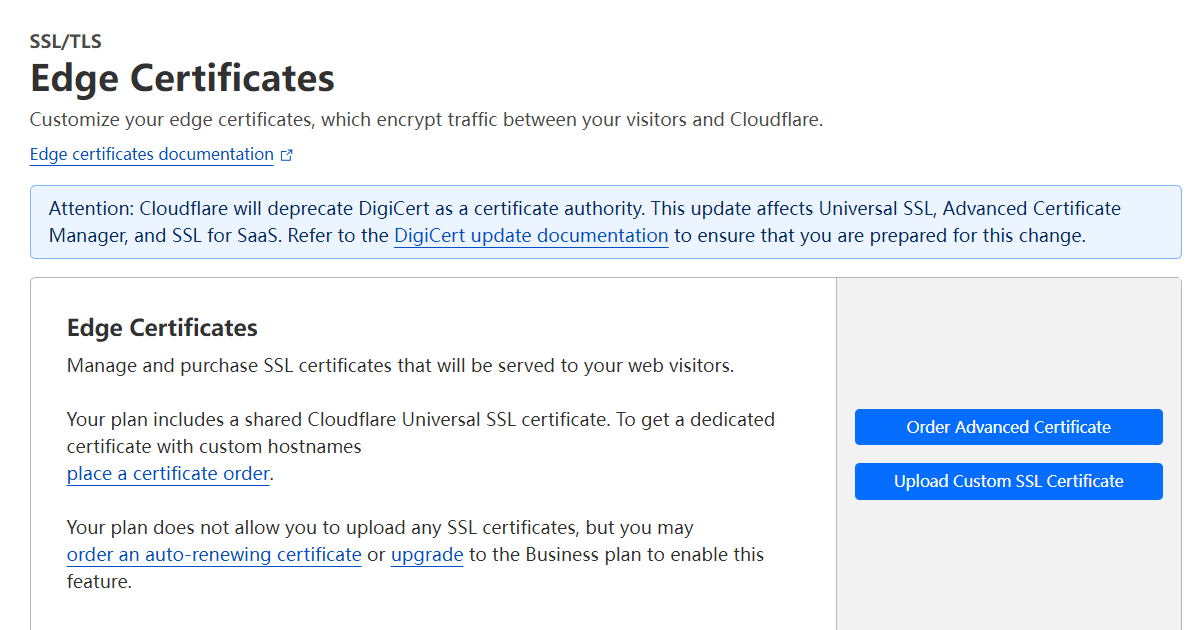 SSL/TLS
Edge Certificates
Customize your edge certificates, which encrypt traffic between your visitors and Cloudflare.
Edge certificates documentation
Attention: Cloudflare will deprecate DigiCert as a certificate authority. This update affects Universal SSL, Advanced Certificate
Manager, and SSL for SaaS. Refer to the DigiCert update documentation to ensure that you are prepared for this change.
Edge Certificates
Manage and purchase SSL certificates that will be served to your web visitors.
Your plan includes a shared Cloudflare Universal SSL certificate. To get a dedicated
certificate with custom hostnames
place a certificate order.
Your plan does not allow you to upload any SSL certificates, but you may
order an auto-renewing certificate or upgrade to the Business plan to enable this
feature.
Order Advanced Certificate
Upload Custom SSL Certificate